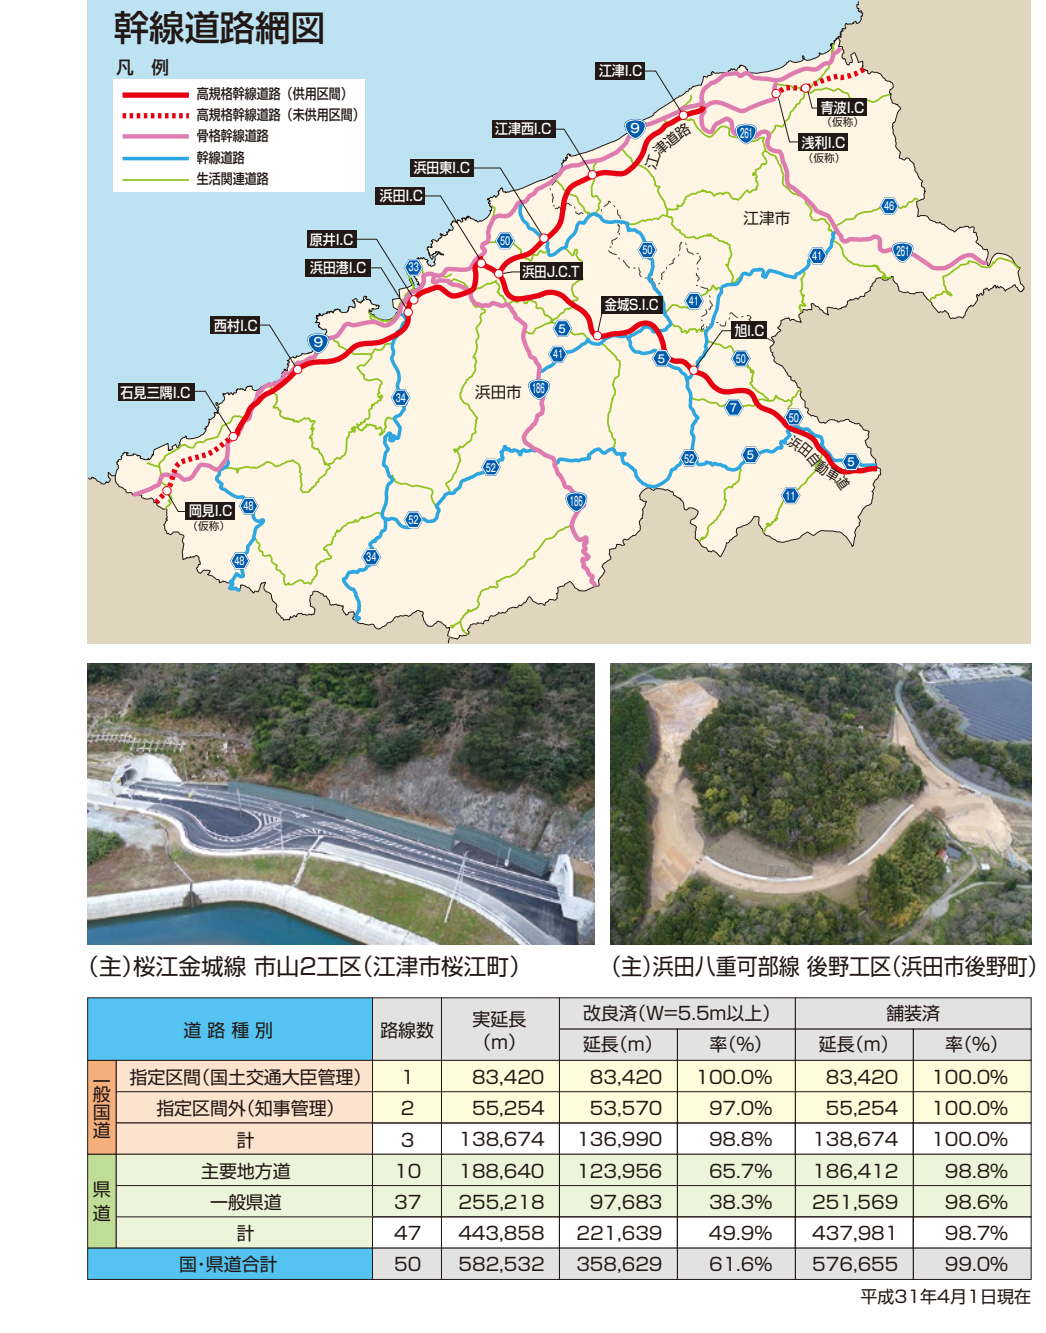 幹線道路網図
凡 例
高規格幹線道路（供用区間）
高規格幹線道路（未供用区間）
骨格幹線道路
幹線道路
生活関連道路
江津I.C
青波I.C
（仮称）
浅利I.C
（仮称）
江津西I.C
9
261
江津道路
浜田東I.C
浜田I.C
江津市
46
原井I.C
50
50
41
261
浜田港I.C
33
浜田J.C.T
金城S.I.C
41
西村I.C
9
5
旭I.C
41
5
50
石見三隅I.C
186
浜田市
34
7
50
浜田自動車道
52
52
5
5
岡見I.C
（仮称）
48
186
11
52
48
34
（主）桜江金城線 市山2工区（江津市桜江町）
（主）浜田八重可部線 後野工区（浜田市後野町）
道路種別 路線数 実延長（m） 改良済（W=5.5m以上） 舗装済
延長（m） 率（%） 延長（m） 率（%）
一般国道
指定区間（国土交通大臣管理） 1 83,420 83,420 100.0% 83,420 100.0%
指定区間外（知事管理） 2 55,254 53,570 97.0% 55,254 100.0%
計 3 138,674 136,990 98.8% 138,674 100.0%
県道
主要地方道 10 188,640 123,956 65.7% 186,412 98.8%
一般県道 37 255,218 97,683 38.3% 251,569 98.6%
計 47 443,858 221,639 49.9% 437,981 98.7%
国・県道合計 50 582,532 358,629 61.6% 576,655 99.0%
平成31年4月1日現在